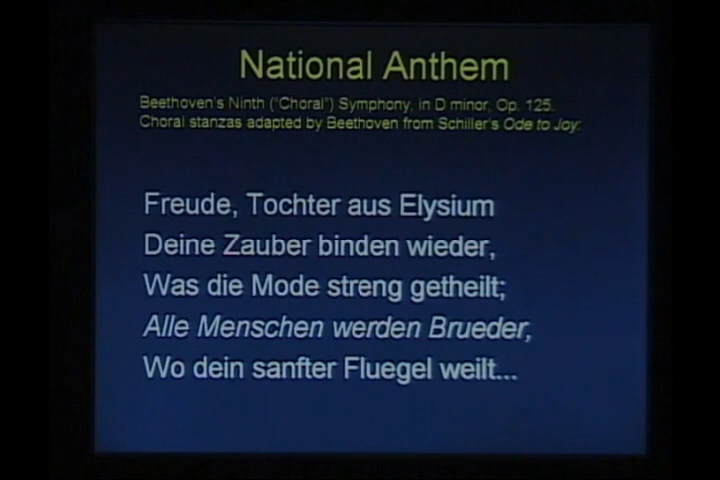 National Anthem
Beethoven's Ninth ("Choral") Symphony, in D minor, Op. 125.
Choral stanzas adapted by Beethoven from Schiller's Ode to Joy:
Freude, Tochter aus Elysium
Deine Zauber binden wieder,
Was die Mode streng getheilt;
Alle Menschen werden Brueder,
Wo dein sanfter Fluegel weilt...